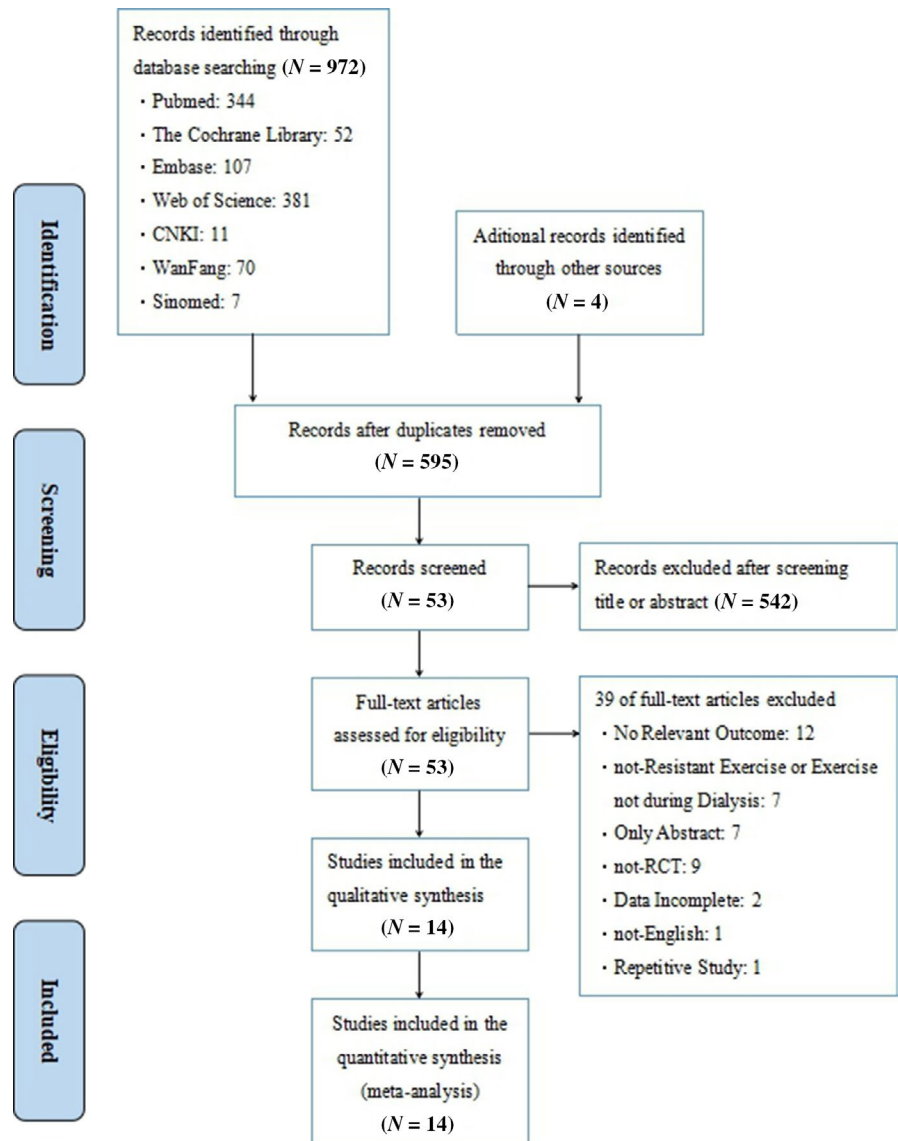 Records identified through
database searching (N = 972)
・Pubmed: 344
・The Cochrane Library: 52
・Embase: 107
・Web of Science: 381
・CNKI: 11
・WanFang: 70
・Sinomed: 7
Aditional records identified
through other sources
(N = 4)
Identification
Records after duplicates removed
(N = 595)
Screening
Records screened
(N = 53)
Records excluded after screening
title or abstract (N = 542)
Eligibility
Full-text articles
assessed for eligibility
(N = 53)
39 of full-text articles excluded
・No Relevant Outcome: 12
・not-Resistant Exercise or Exercise
not during Dialysis: 7
・Only Abstract: 7
・not-RCT: 9
・Data Incomplete: 2
・not-English: 1
・Repetitive Study: 1
Studies included in the
qualitative synthesis
(N = 14)
Included
Studies included in the
quantitative synthesis
(meta-analysis)
(N = 14)